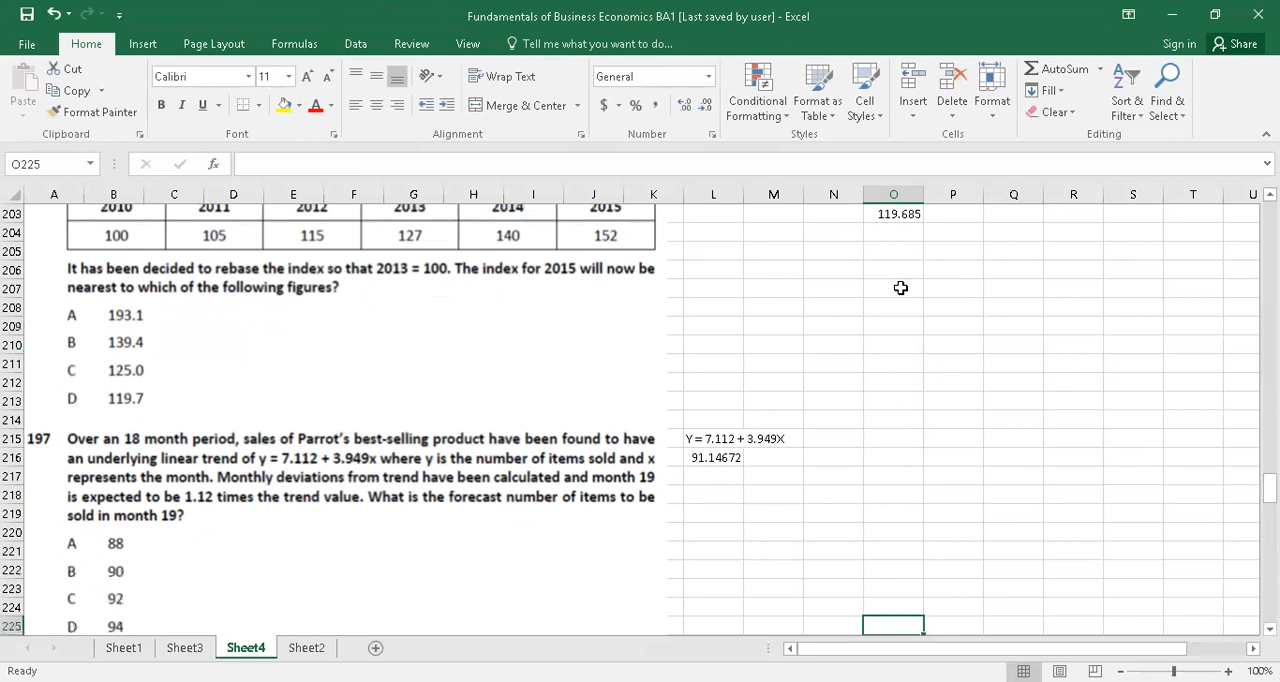 Fundamentals of Business Economics BA1 [Last saved by user] - Excel
File Home Insert Page Layout Formulas Data Review View Tell me what you want to do... Sign in Share
Paste Cut Copy Format Painter
Calibri 11 Wrap Text General
B I U Merge & Center $ % ,
Conditional Formatting Format as Table Cell Styles Insert Delete Format AutoSum Fill Clear Sort & Filter Find & Select
Clipboard Font Alignment Number Styles Cells Editing
O225 fx
A B C D E F G H I J K L M N O P Q R S T U
203 2010 2011 2012 2013 2014 2015 119.685
204 100 105 115 127 140 152
205
206 It has been decided to rebase the index so that 2013 = 100. The index for 2015 will now be
207 nearest to which of the following figures?
208 A 193.1
209
210 B 139.4
211 C 125.0
212
213 D 119.7
214
215 197 Over an 18 month period, sales of Parrot's best-selling product have been found to have Y = 7.112 + 3.949X
216 an underlying linear trend of y = 7.112 + 3.949x where y is the number of items sold and x 91.14672
217 represents the month. Monthly deviations from trend have been calculated and month 19
218 is expected to be 1.12 times the trend value. What is the forecast number of items to be
219 sold in month 19?
220
221 A 88
222 B 90
223
224 C 92
225 D 94
Sheet1 Sheet3 Sheet4 Sheet2
Ready 100%